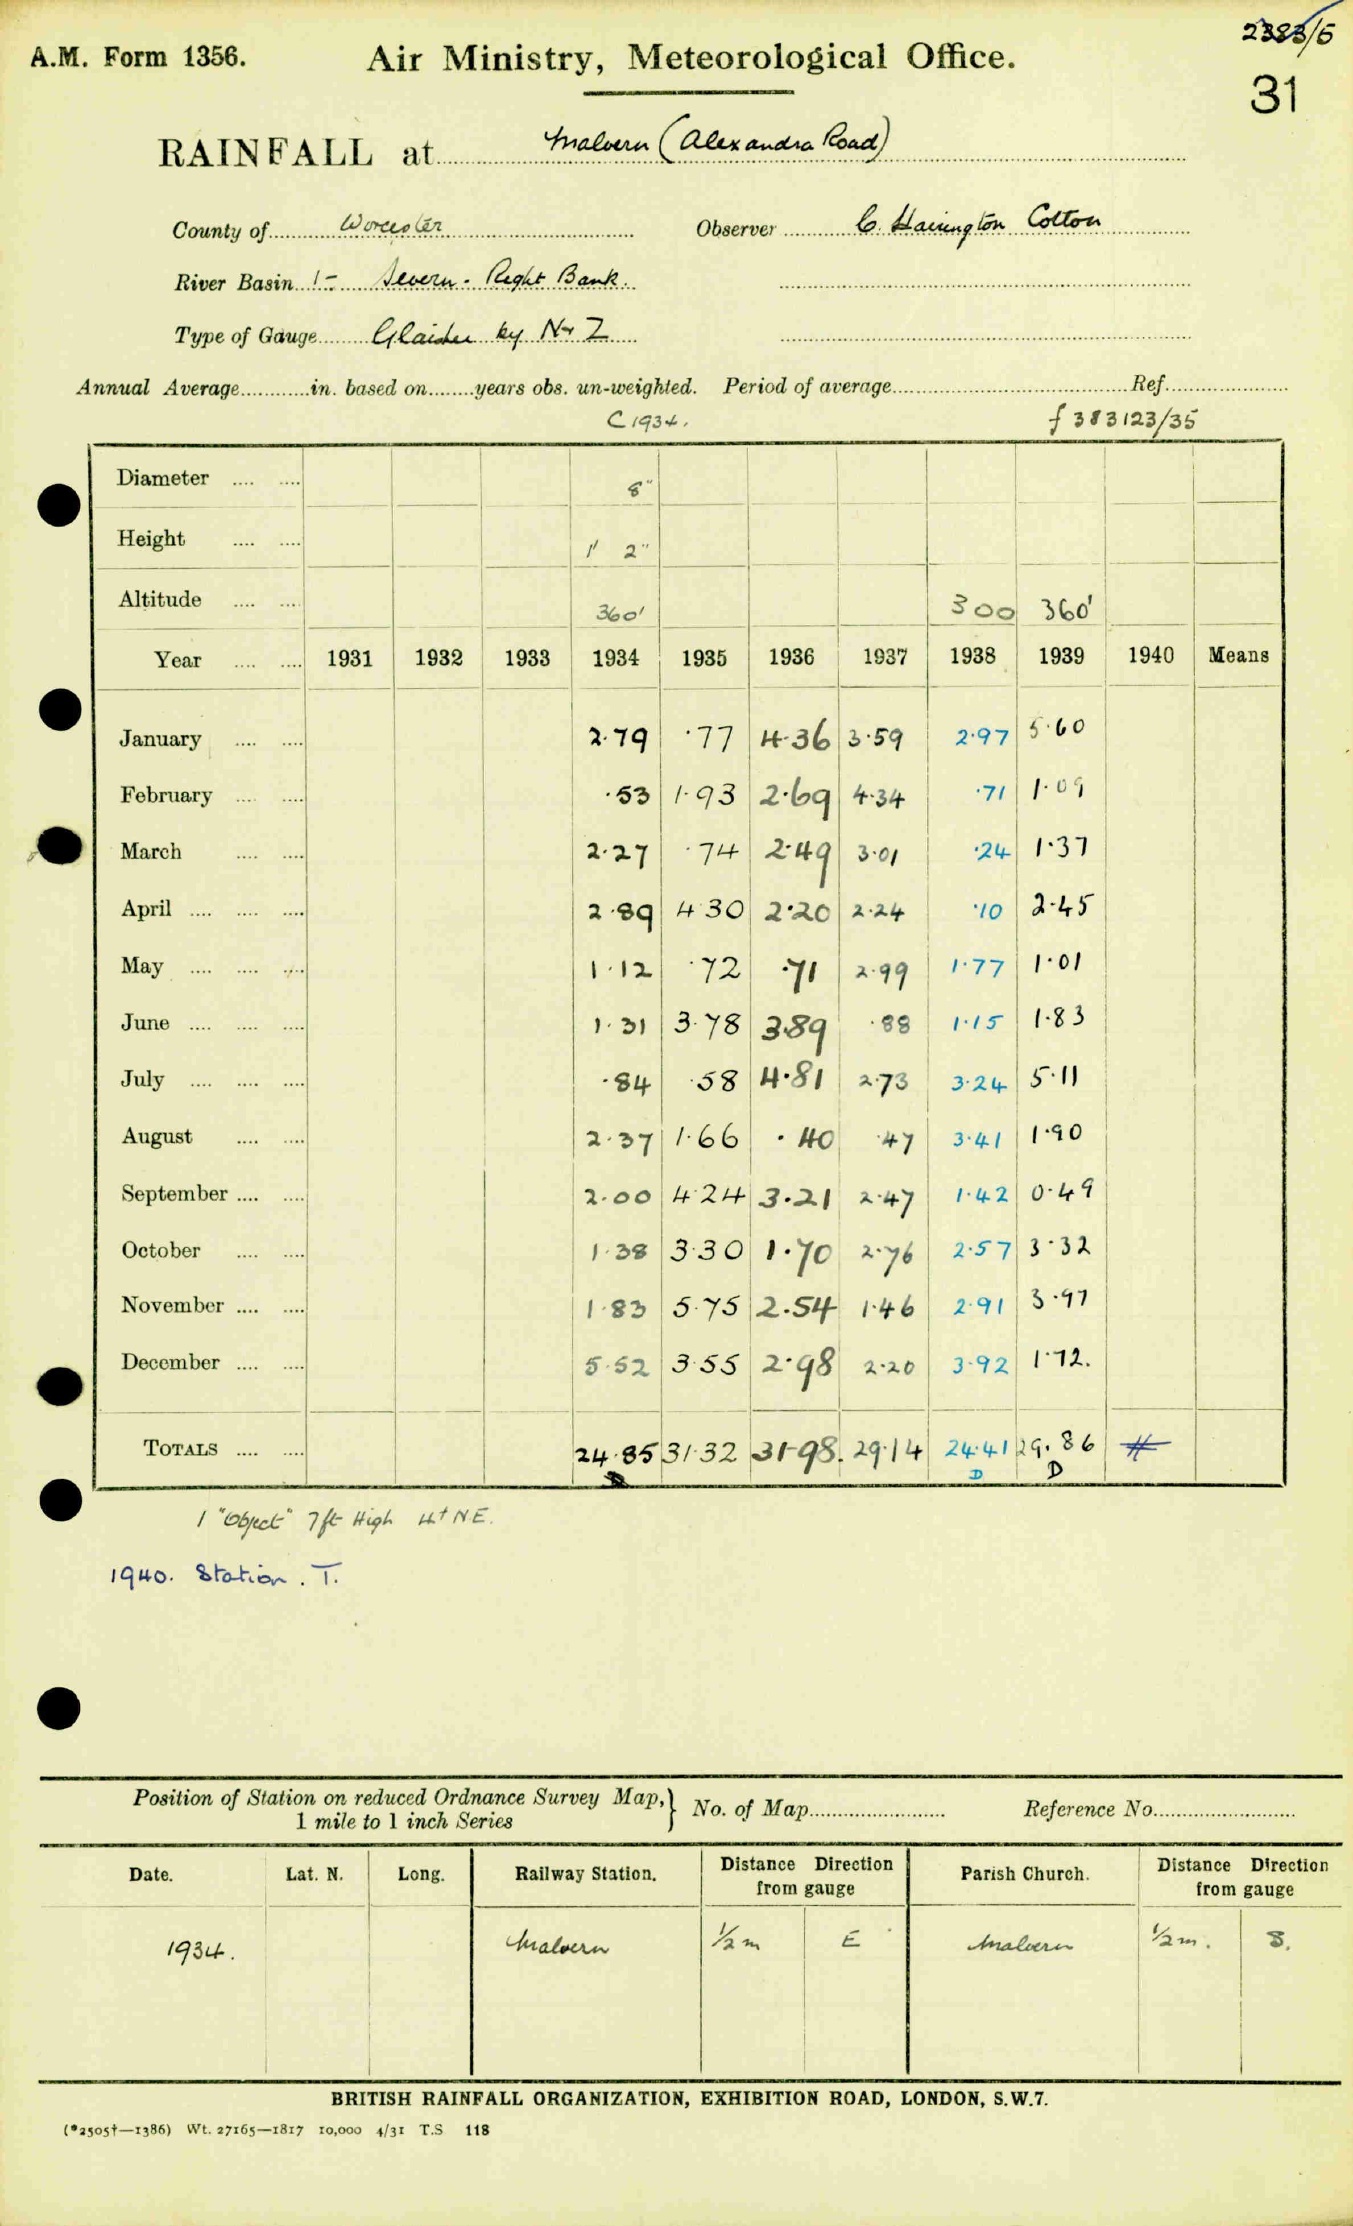 2383/5
A.M. Form 1356. Air Ministry, Meteorological Office.
31
RAINFALL at Malvern (Alexandra Road)
County of Worcester Observer C. Harrington Cotton
River Basin 1- Severn - Right Bank.
Type of Gauge Glaisher by N & Z
Annual Average in. based on years obs. un-weighted. Period of average Ref.
C 1934. f 383123/35
Diameter 8"
Height 1' 2"
Altitude 360' 300 360'
Year 1931 1932 1933 1934 1935 1936 1937 1938 1939 1940 Means
January 2.79 .77 4.36 3.59 2.97 5.60
February .53 1.93 2.69 4.34 .71 1.09
March 2.27 .74 2.49 3.01 .24 1.37
April 2.89 4.30 2.20 2.24 .10 2.45
May 1.12 .72 .71 2.99 1.77 1.01
June 1.31 3.78 3.89 .88 1.15 1.83
July .84 .58 4.81 2.73 3.24 5.11
August 2.37 1.66 .40 .47 3.41 1.90
September 2.00 4.24 3.21 2.47 1.42 0.49
October 1.38 3.30 1.70 2.76 2.57 3.32
November 1.83 5.75 2.54 1.46 2.91 3.97
December 5.52 3.55 2.98 2.20 3.92 1.72.
TOTALS 24.85 31.32 31.98. 29.14 24.41 29.86 #
D D D
1 "Object" 7ft High 4ft NE.
1940. Station. T.
Position of Station on reduced Ordnance Survey Map, } No. of Map Reference No.
1 mile to 1 inch Series
Date. Lat. N. Long. Railway Station. Distance Direction from gauge Parish Church. Distance Direction from gauge
1934. Malvern ½ m E Malvern ½ m. S.
BRITISH RAINFALL ORGANIZATION, EXHIBITION ROAD, LONDON, S.W.7.
(*2505†—1386) Wt. 27165—1817 10,000 4/31 T.S 118